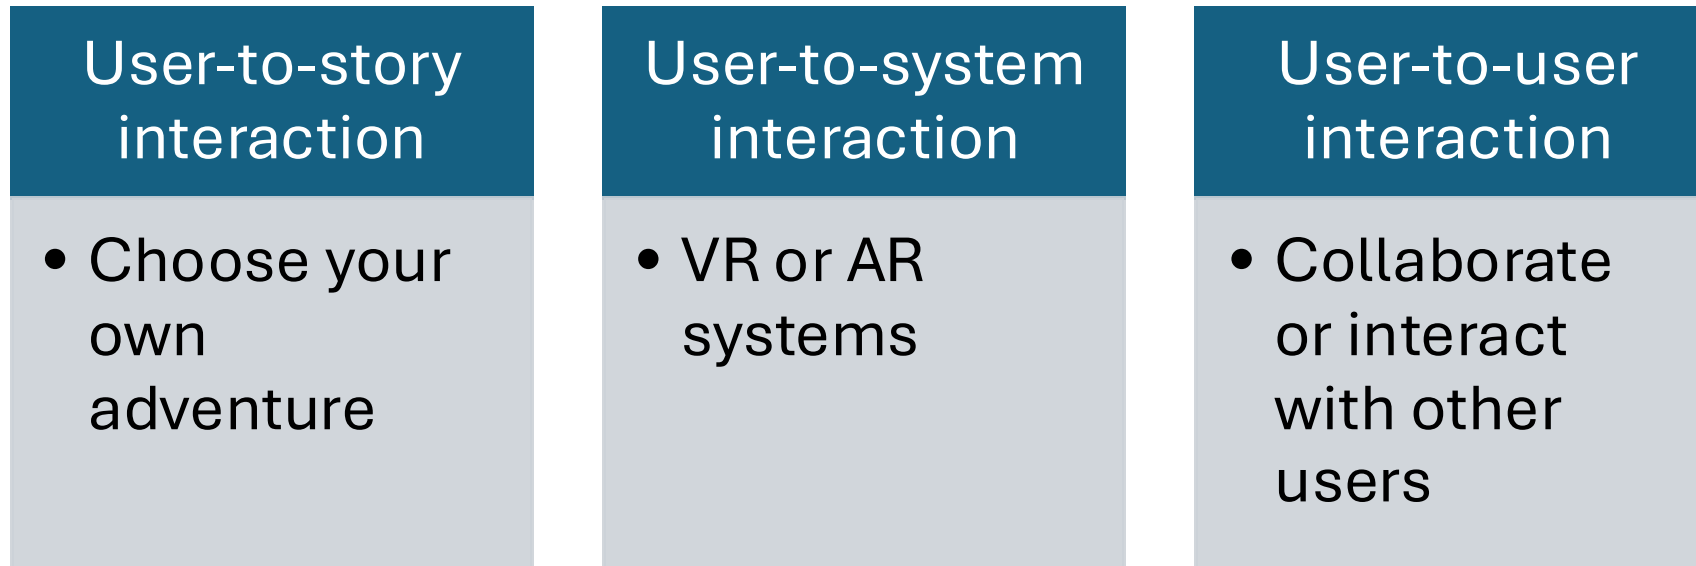 User-to-story
interaction
• Choose your
own
adventure
User-to-system
interaction
• VR or AR
systems
User-to-user
interaction
• Collaborate
or interact
with other
users